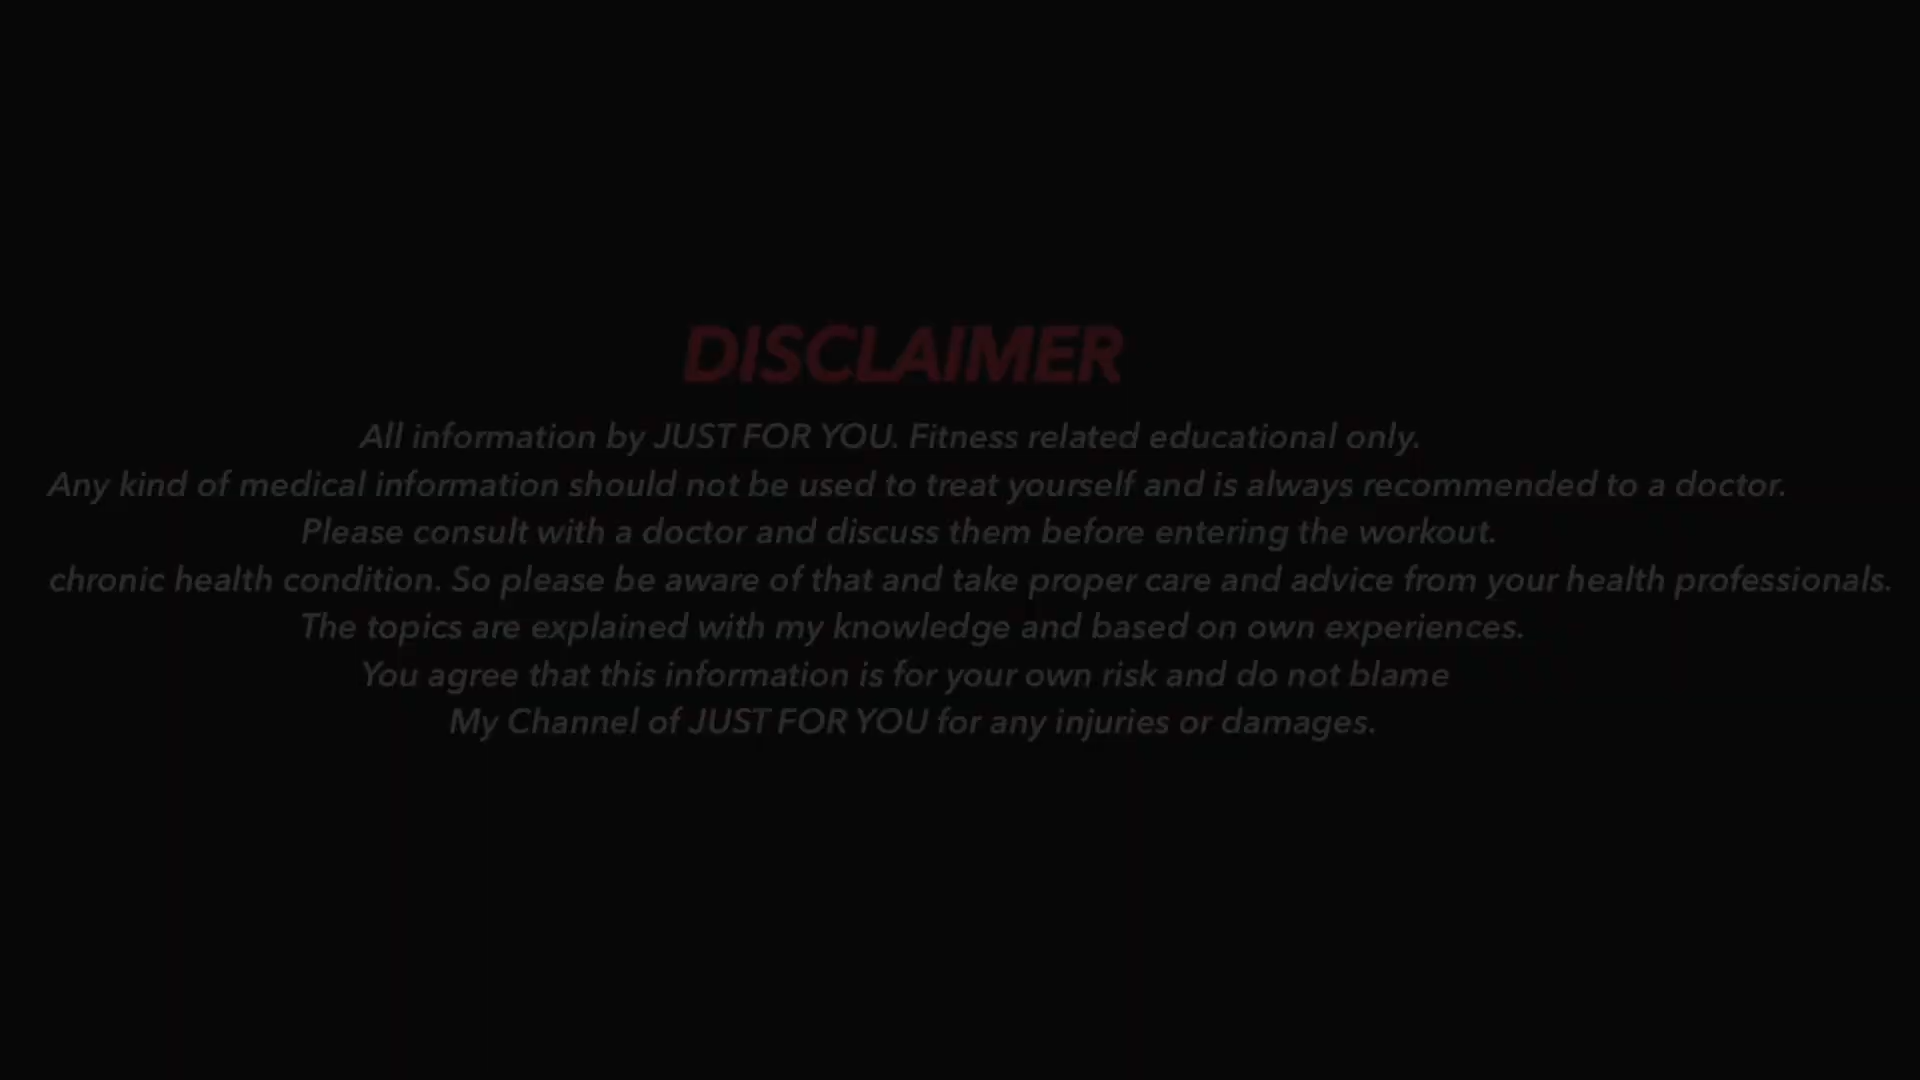 DISCLAIMER
All information by JUST FOR YOU. Fitness related educational only.
Any kind of medical information should not be used to treat yourself and is always recommended to a doctor.
Please consult with a doctor and discuss them before entering the workout.
chronic health condition. So please be aware of that and take proper care and advice from your health professionals.
The topics are explained with my knowledge and based on own experiences.
You agree that this information is for your own risk and do not blame
My Channel of JUST FOR YOU for any injuries or damages.